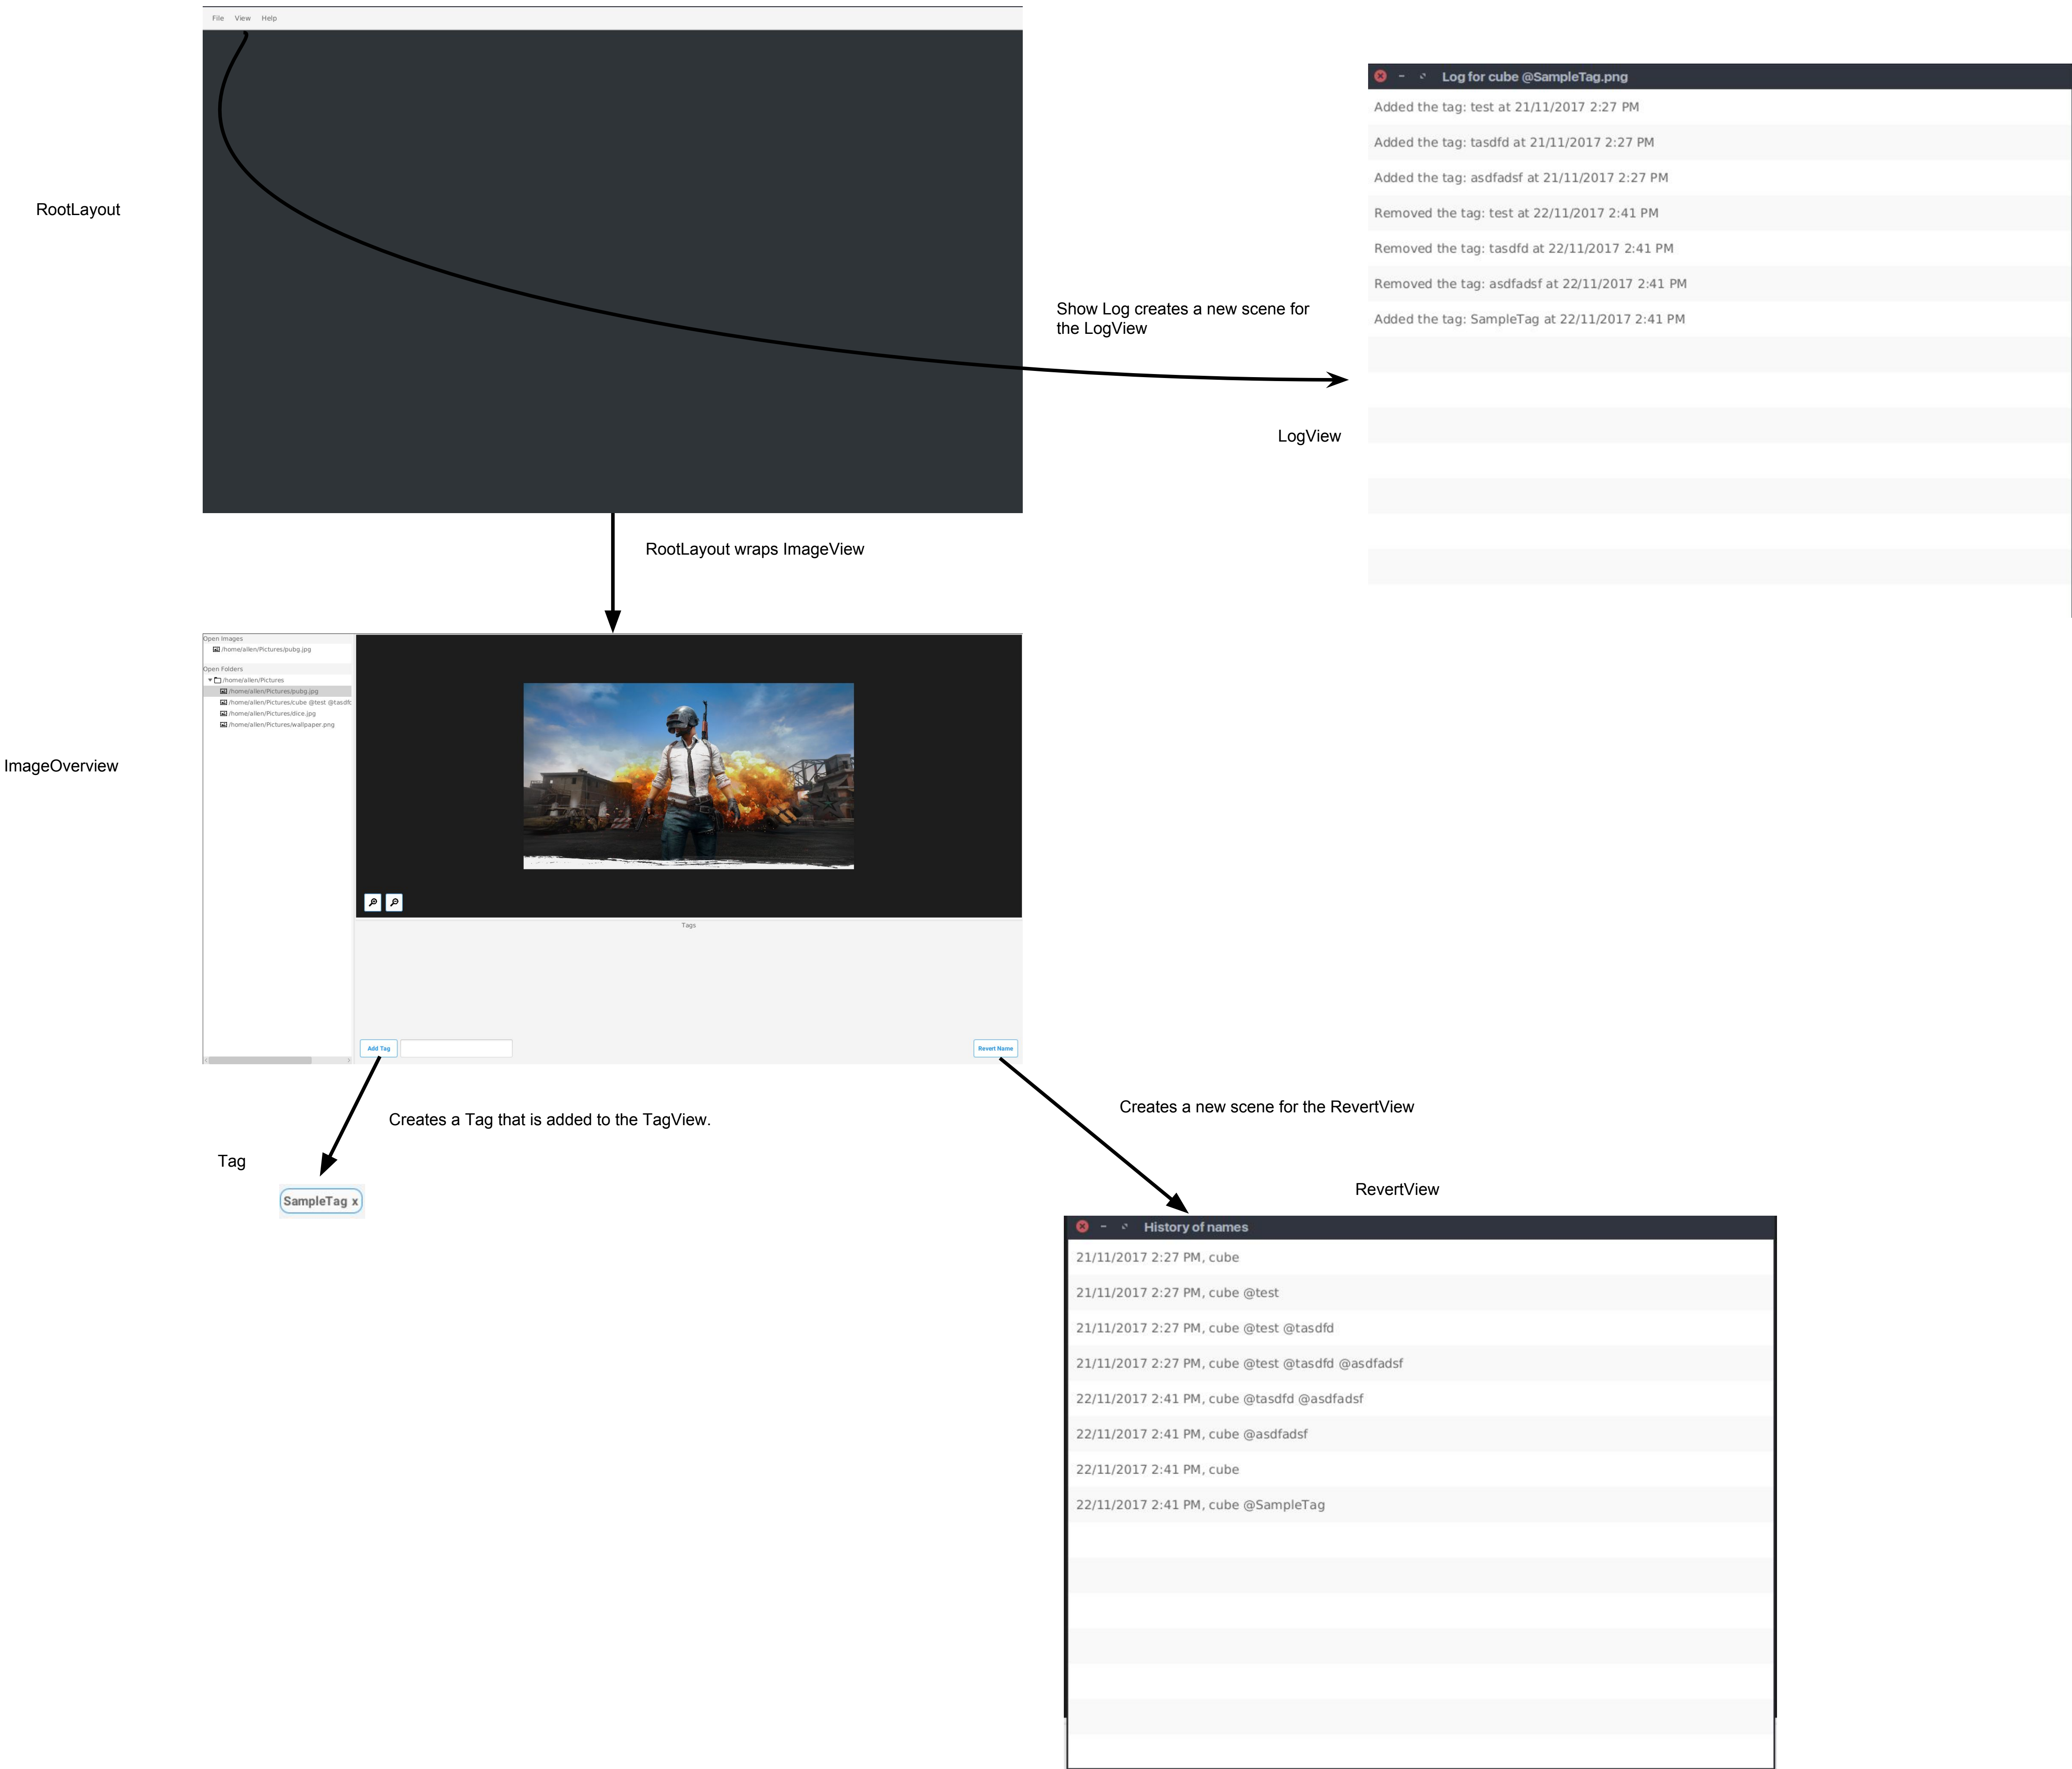 File View Help
RootLayout
Log for cube @SampleTag.png
Added the tag: test at 21/11/2017 2:27 PM
Added the tag: tasdfd at 21/11/2017 2:27 PM
Added the tag: asdfadsf at 21/11/2017 2:27 PM
Removed the tag: test at 22/11/2017 2:41 PM
Removed the tag: tasdfd at 22/11/2017 2:41 PM
Removed the tag: asdfadsf at 22/11/2017 2:41 PM
Added the tag: SampleTag at 22/11/2017 2:41 PM
Show Log creates a new scene for
the LogView
LogView
RootLayout wraps ImageView
ImageOverview
Open Images
/home/allen/Pictures/pubg.jpg
Open Folders
/home/allen/Pictures
/home/allen/Pictures/pubg.jpg
/home/allen/Pictures/cube @test @tasdfd
/home/allen/Pictures/dice.jpg
/home/allen/Pictures/wallpaper.png
Tags
Add Tag
Revert Name
Creates a Tag that is added to the TagView.
Tag
SampleTag x
Creates a new scene for the RevertView
RevertView
History of names
21/11/2017 2:27 PM, cube
21/11/2017 2:27 PM, cube @test
21/11/2017 2:27 PM, cube @test @tasdfd
21/11/2017 2:27 PM, cube @test @tasdfd @asdfadsf
22/11/2017 2:41 PM, cube @tasdfd @asdfadsf
22/11/2017 2:41 PM, cube @asdfadsf
22/11/2017 2:41 PM, cube
22/11/2017 2:41 PM, cube @SampleTag